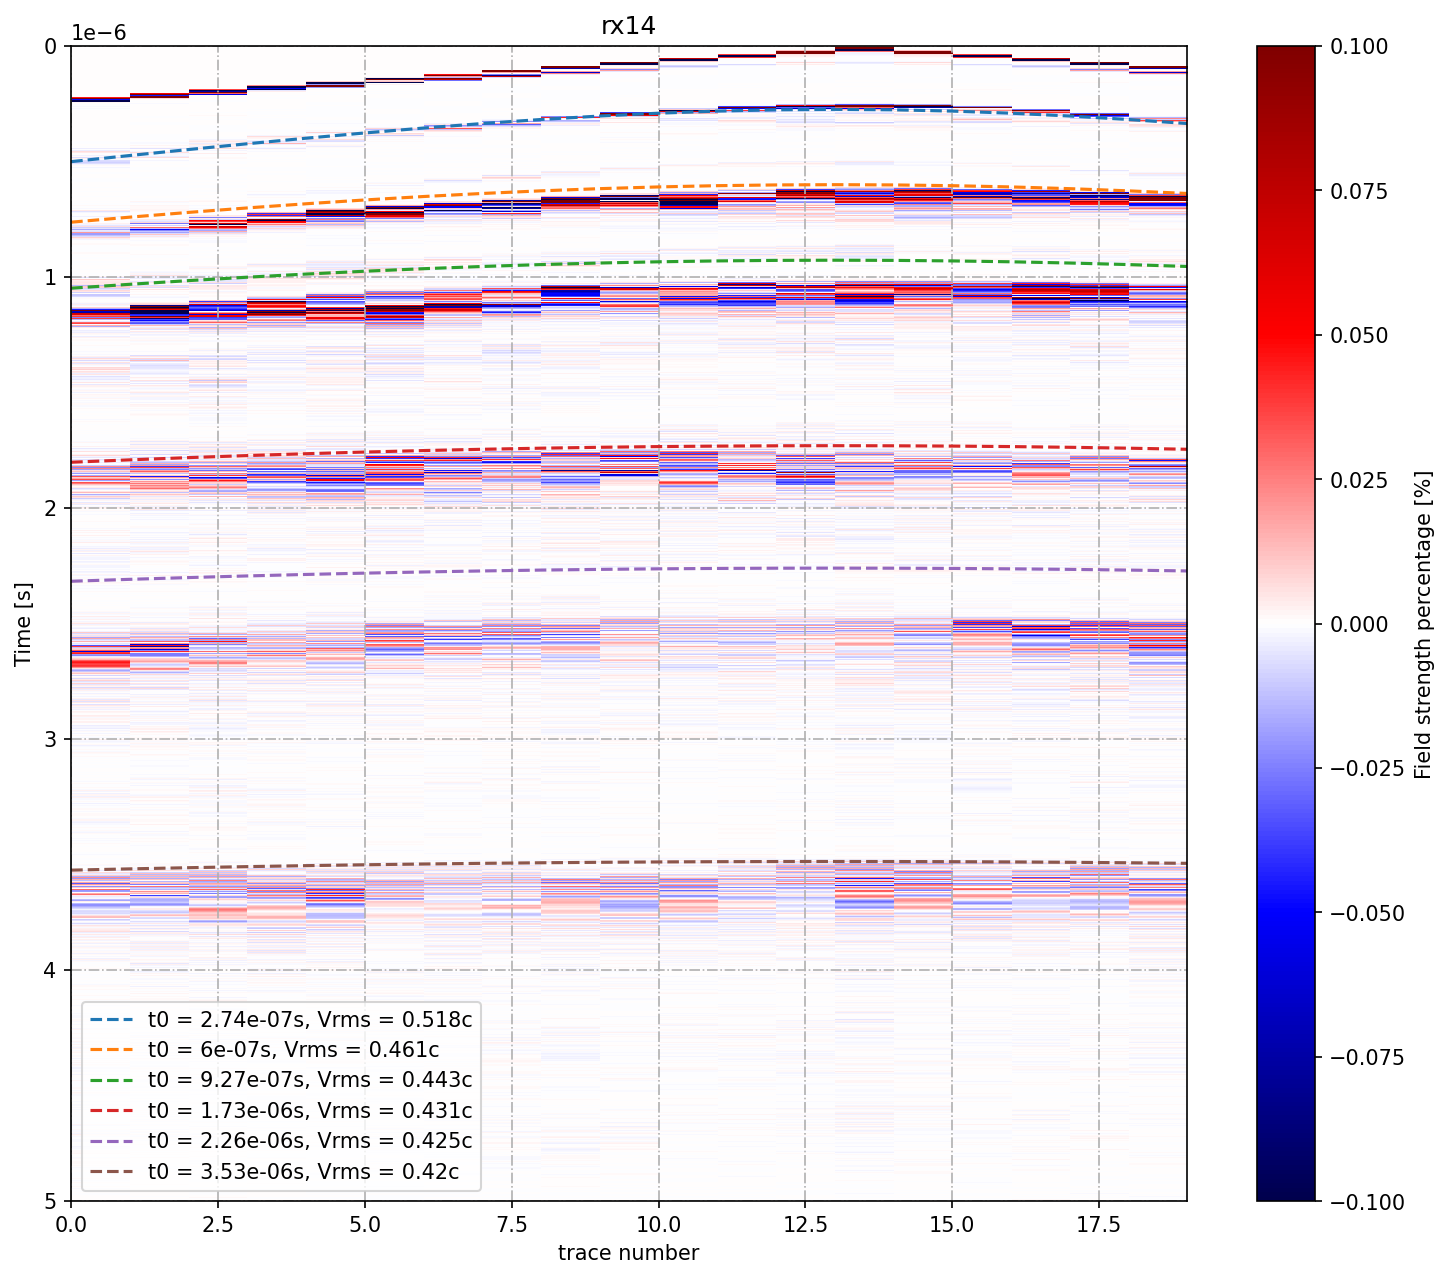 rx14
1e−6
0
1
2
3
4
5
Time [s]
0.0
2.5
5.0
7.5
10.0
12.5
15.0
17.5
trace number
t0 = 2.74e-07s, Vrms = 0.518c
t0 = 6e-07s, Vrms = 0.461c
t0 = 9.27e-07s, Vrms = 0.443c
t0 = 1.73e-06s, Vrms = 0.431c
t0 = 2.26e-06s, Vrms = 0.425c
t0 = 3.53e-06s, Vrms = 0.42c
0.100
0.075
0.050
0.025
0.000
−0.025
−0.050
−0.075
−0.100
Field strength percentage [%]